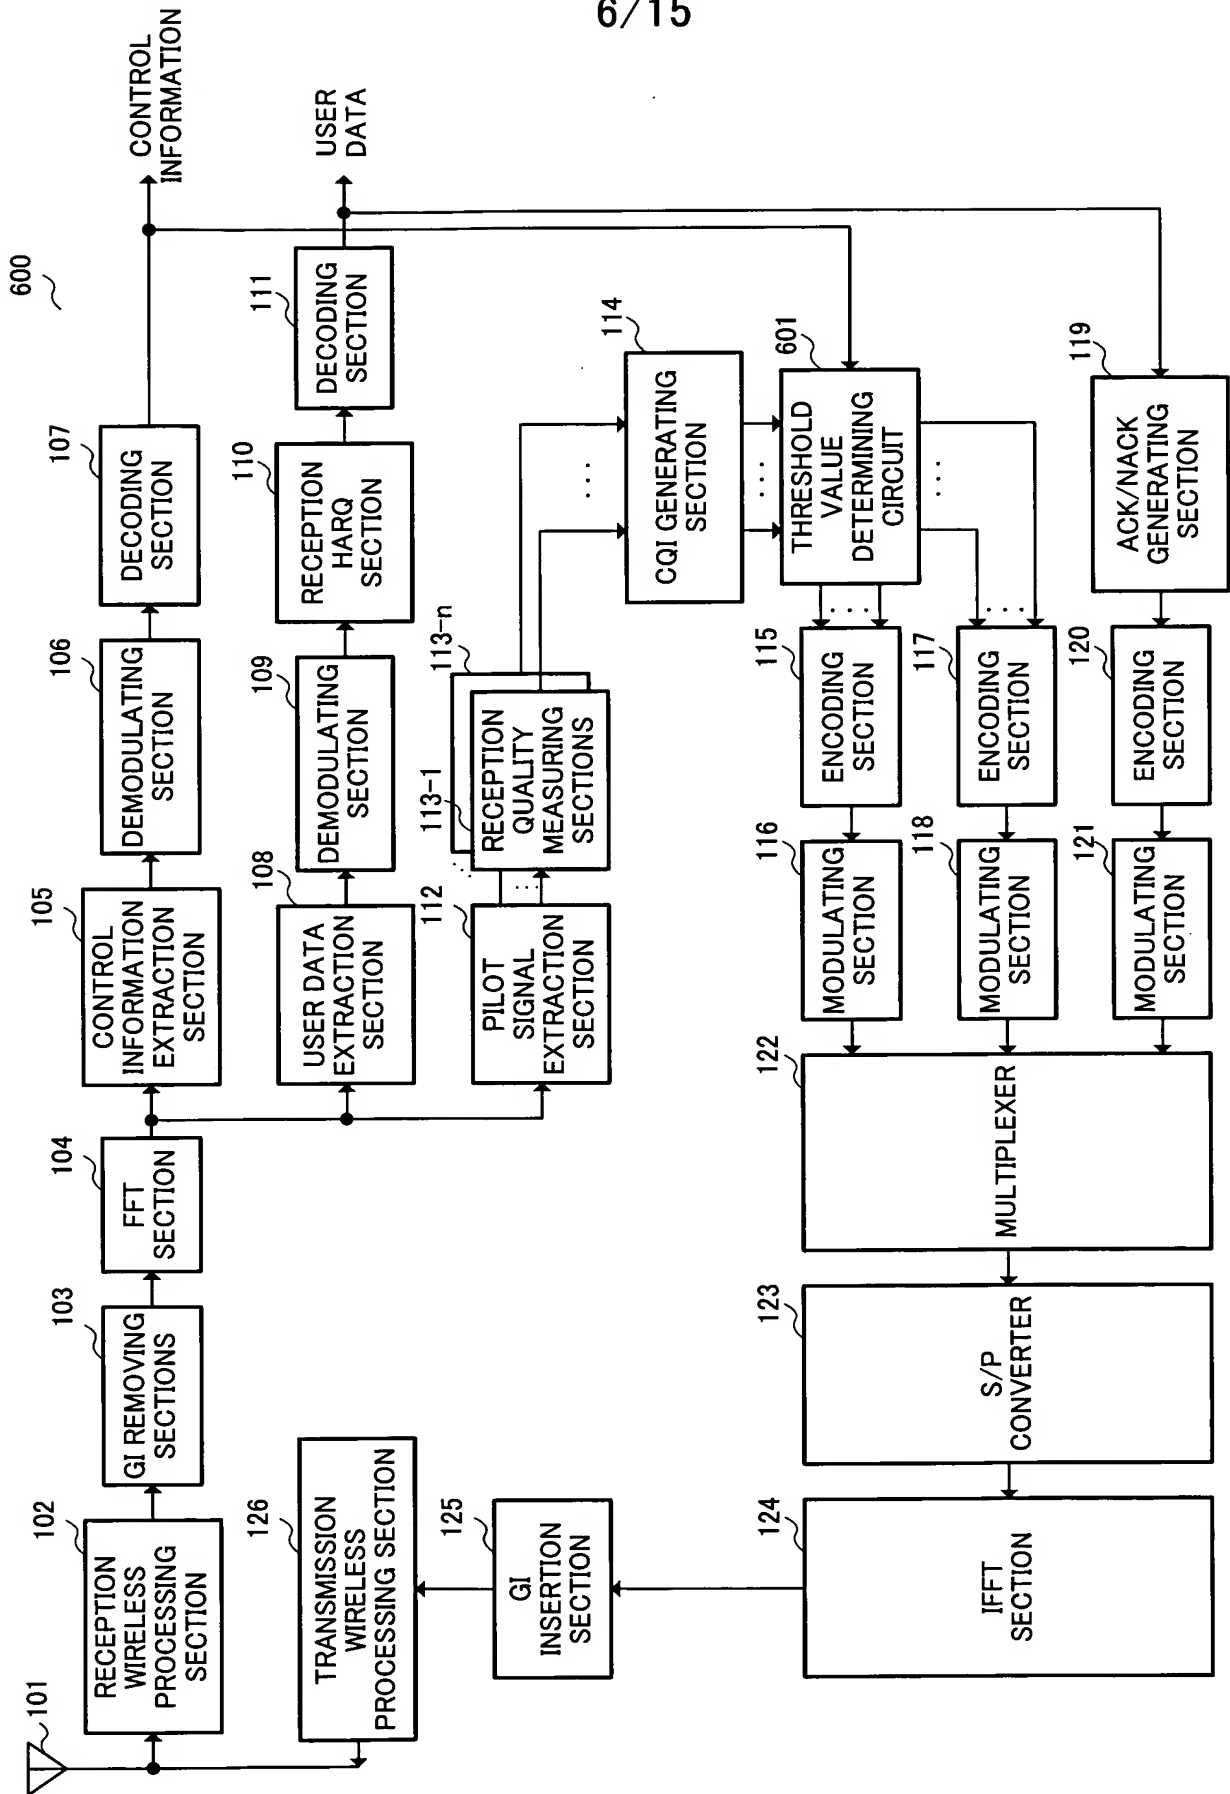 6/15
600
101
102
RECEPTION
WIRELESS
PROCESSING
SECTION
103
GI REMOVING
SECTIONS
104
FFT
SECTION
105
CONTROL
INFORMATION
EXTRACTION
SECTION
106
DEMODULATING
SECTION
107
DECODING
SECTION
CONTROL
INFORMATION
108
USER DATA
EXTRACTION
SECTION
109
DEMODULATING
SECTION
110
RECEPTION
HARQ
SECTION
111
DECODING
SECTION
USER
DATA
112
PILOT
SIGNAL
EXTRACTION
SECTION
113-1
113-n
RECEPTION
QUALITY
MEASURING
SECTIONS
114
CQI GENERATING
SECTION
601
THRESHOLD
VALUE
DETERMINING
CIRCUIT
115
ENCODING
SECTION
116
MODULATING
SECTION
117
ENCODING
SECTION
118
MODULATING
SECTION
119
ACK/NACK
GENERATING
SECTION
120
ENCODING
SECTION
121
MODULATING
SECTION
122
MULTIPLEXER
123
S/P
CONVERTER
124
IFFT
SECTION
125
GI
INSERTION
SECTION
126
TRANSMISSION
WIRELESS
PROCESSING SECTION